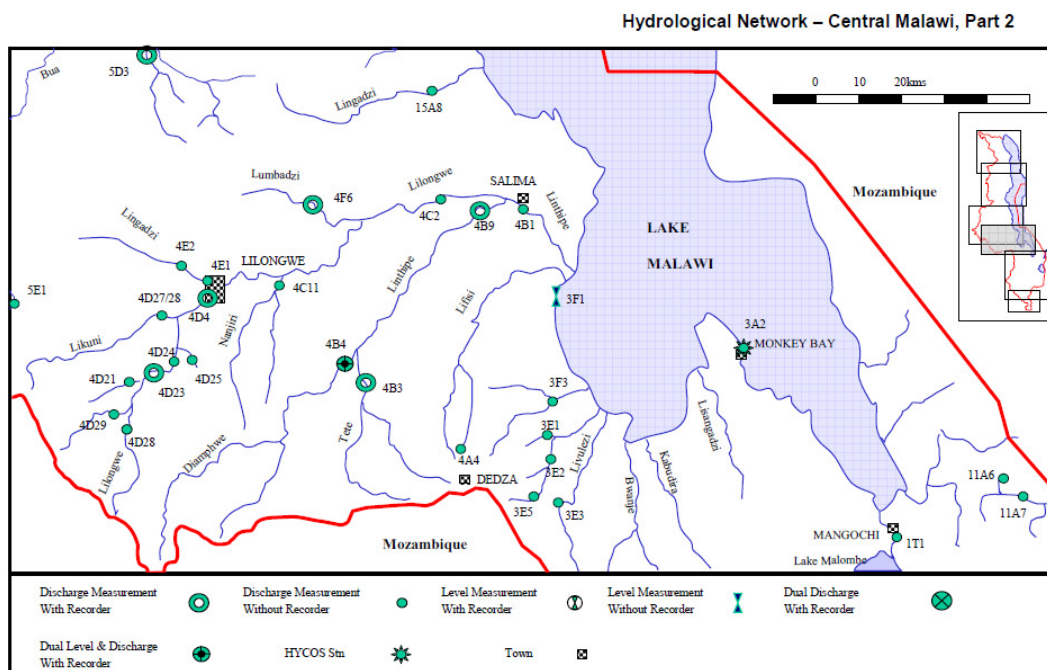 Hydrological Network – Central Malawi, Part 2
0 10 20kms
Bua
5D3
Lingadzi
15A8
Mozambique
Lumbadzi
4F6
Lilongwe
4C2
SALIMA
4B9
4B1
Linthipe
LAKE
MALAWI
Lingadzi
4E2
4E1
LILONGWE
4C11
Linthipe
Lifisi
3F1
5E1
4D27/28
4D4
Nanjiri
Likuni
4D24
4D25
4D21
4D23
4B4
4B3
3A2
MONKEY BAY
3F3
4D29
4D28
Lilongwe
Diamphwe
Tete
4A4
DEDZA
3E1
3E2
Livulezi
3E5
3E3
Bwanje
Kabudira
Lisangadzi
11A6
11A7
Mozambique
MANGOCHI
1T1
Lake Malombe
Discharge Measurement
With Recorder
Discharge Measurement
Without Recorder
Level Measurement
With Recorder
Level Measurement
Without Recorder
Dual Discharge
With Recorder
Dual Level & Discharge
With Recorder
HYCOS Stn
Town